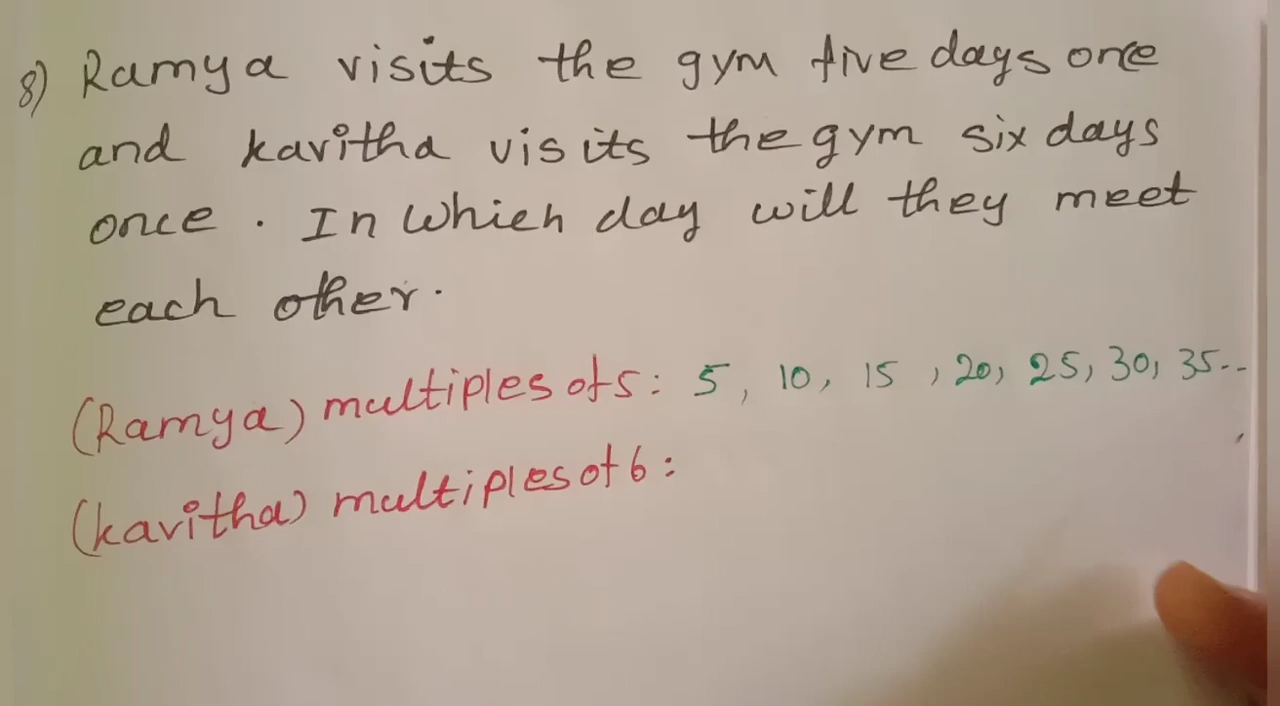 8) Ramya visits the gym five days once
and kavitha visits the gym six days
once. In which day will they meet
each other.
(Ramya) multiples of 5: 5, 10, 15, 20, 25, 30, 35..
(kavitha) multiples of 6: